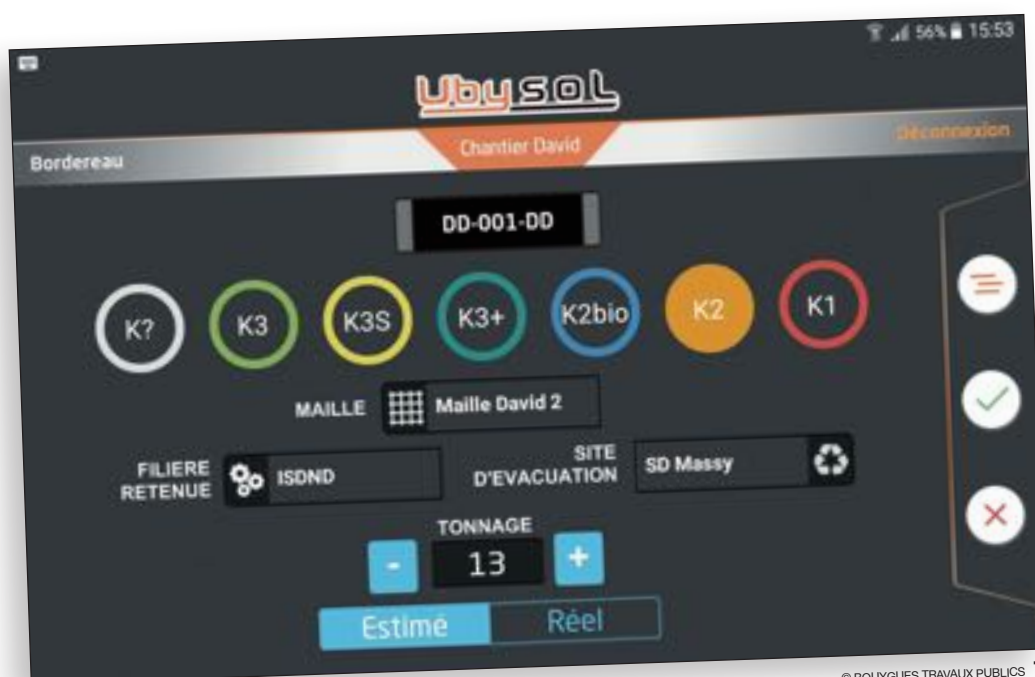 56% 15:53
Ubysol
Bordereau
Chantier David
Déconnexion
DD-001-DD
K? K3 K3S K3+ K2bio K2 K1
MAILLE Maille David 2
FILIERE RETENUE ISDND
SITE D'EVACUATION SD Massy
TONNAGE
- 13 +
Estimé Réel
© BOUYGUES TRAVAUX PUBLICS